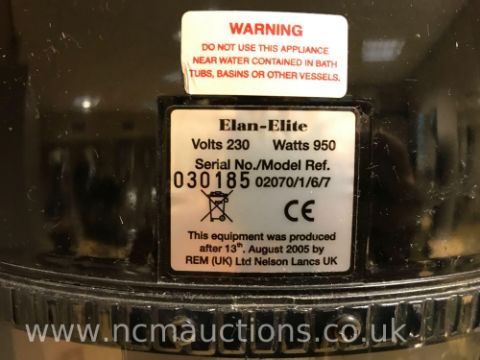 WARNING
DO NOT USE THIS APPLIANCE
NEAR WATER CONTAINED IN BATH
TUBS, BASINS OR OTHER VESSELS.
Elan-Elite
Volts 230 Watts 950
Serial No./Model Ref.
030185 02070/1/6/7
CE
This equipment was produced
after 13th. August 2005 by
REM (UK) Ltd Nelson Lancs UK
www.ncmauctions.co.uk